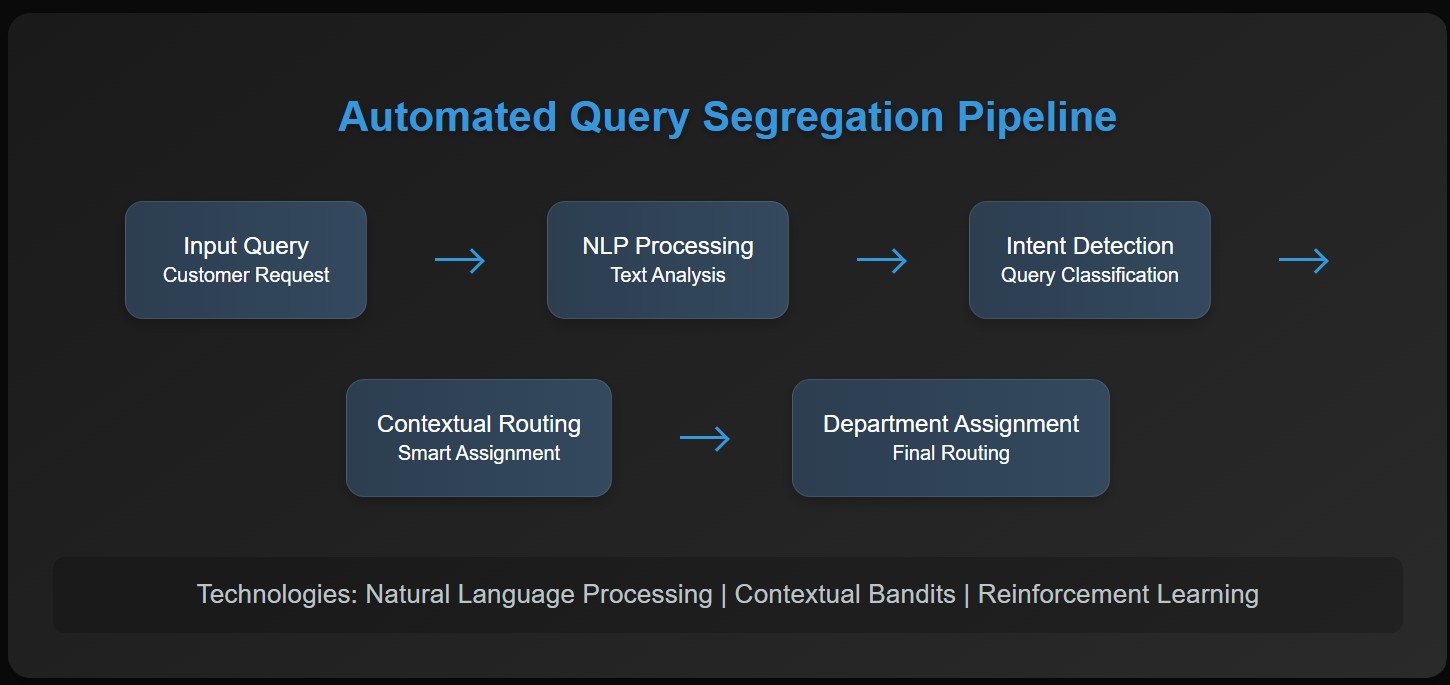 Automated Query Segregation Pipeline
Input Query
Customer Request
NLP Processing
Text Analysis
Intent Detection
Query Classification
Contextual Routing
Smart Assignment
Department Assignment
Final Routing
Technologies: Natural Language Processing | Contextual Bandits | Reinforcement Learning